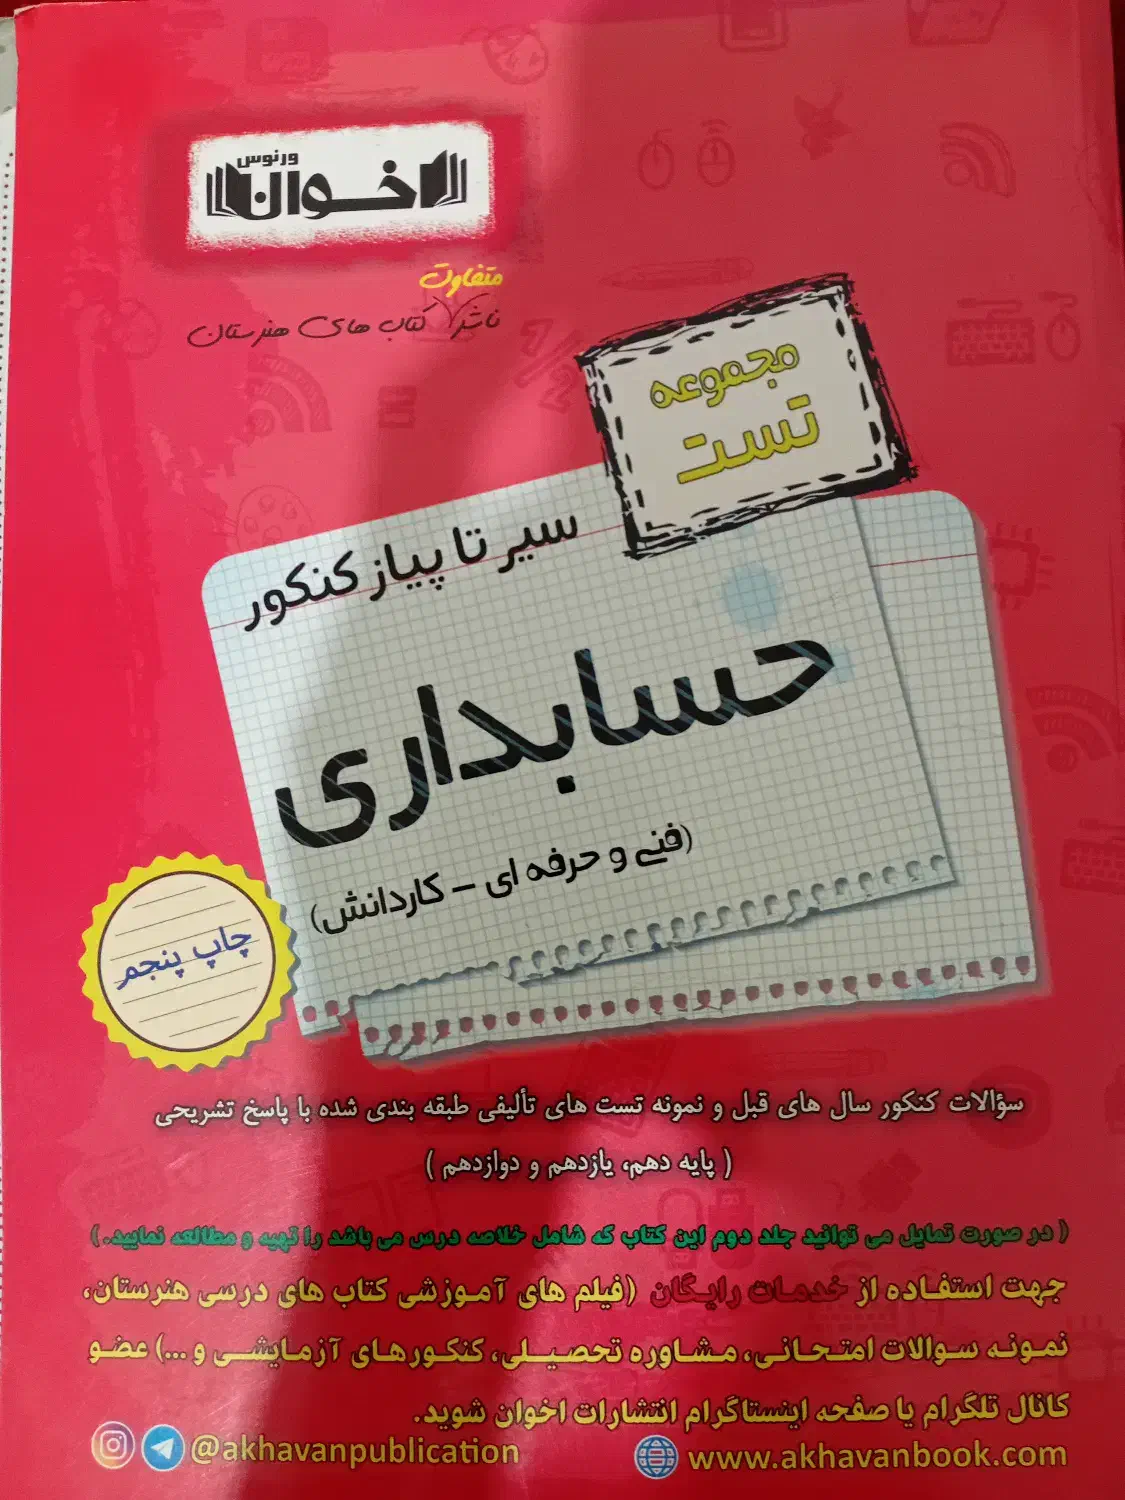 ورنوس
اخوان
متفاوت
ناشر کتاب های هنرستان
مجموعه
تست
سیر تا پیاز کنکور
حسابداری
(فنی و حرفه ای - کاردانش)
چاپ پنجم
سؤالات کنکور سال های قبل و نمونه تست های تألیفی طبقه بندی شده با پاسخ تشریحی
( پایه دهم، یازدهم و دوازدهم )
( در صورت تمایل می توانید جلد دوم این کتاب که شامل خلاصه درس می باشد را تهیه و مطالعه نمایید. )
جهت استفاده از خدمات رایگان (فیلم های آموزشی کتاب های درسی هنرستان،
نمونه سوالات امتحانی، مشاوره تحصیلی، کنکورهای آزمایشی و ...) عضو
کانال تلگرام یا صفحه اینستاگرام انتشارات اخوان شوید.
@akhavanpublication www.akhavanbook.com